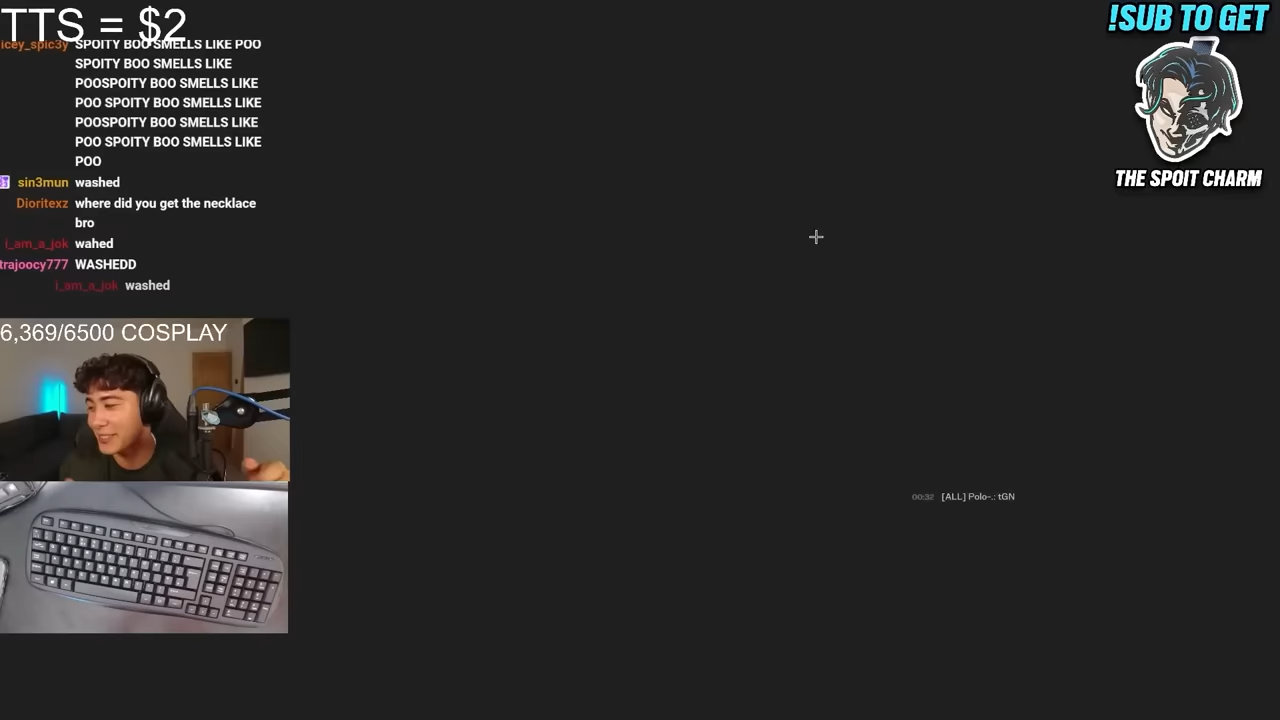 TTS = $2
icey_spic3y SPOITY BOO SMELLS LIKE POO
SPOITY BOO SMELLS LIKE
POOSPOITY BOO SMELLS LIKE
POO SPOITY BOO SMELLS LIKE
POOSPOITY BOO SMELLS LIKE
POO SPOITY BOO SMELLS LIKE
POO
sin3mun washed
Dioritexz where did you get the necklace
bro
i_am_a_jok wahed
trajoocy777 WASHEDD
i_am_a_jok washed
6,369/6500 COSPLAY
00:32 [ALL] Polo-.: tGN
!SUB TO GET
THE SPOIT CHARM